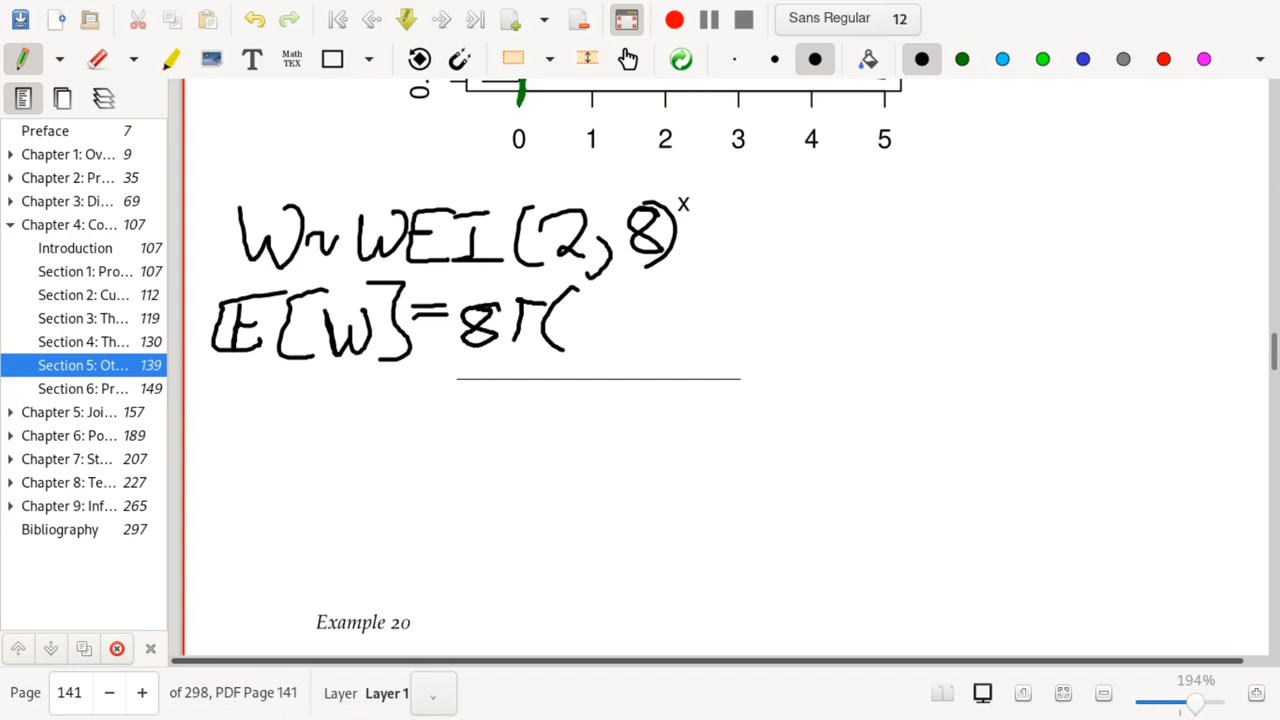 Sans Regular 12
T Math TEX
0.
0 1 2 3 4 5
x
W~WEI(2,8)
E[W]=8Γ(
Example 20
Preface 7
Chapter 1: Ov... 9
Chapter 2: Pr... 35
Chapter 3: Di... 69
Chapter 4: Co... 107
Introduction 107
Section 1: Pro... 107
Section 2: Cu... 112
Section 3: Th... 119
Section 4: Th... 130
Section 5: Ot... 139
Section 6: Pr... 149
Chapter 5: Joi... 157
Chapter 6: Po... 189
Chapter 7: St... 207
Chapter 8: Te... 227
Chapter 9: Inf... 265
Bibliography 297
Page 141 of 298, PDF Page 141 Layer Layer 1 194%